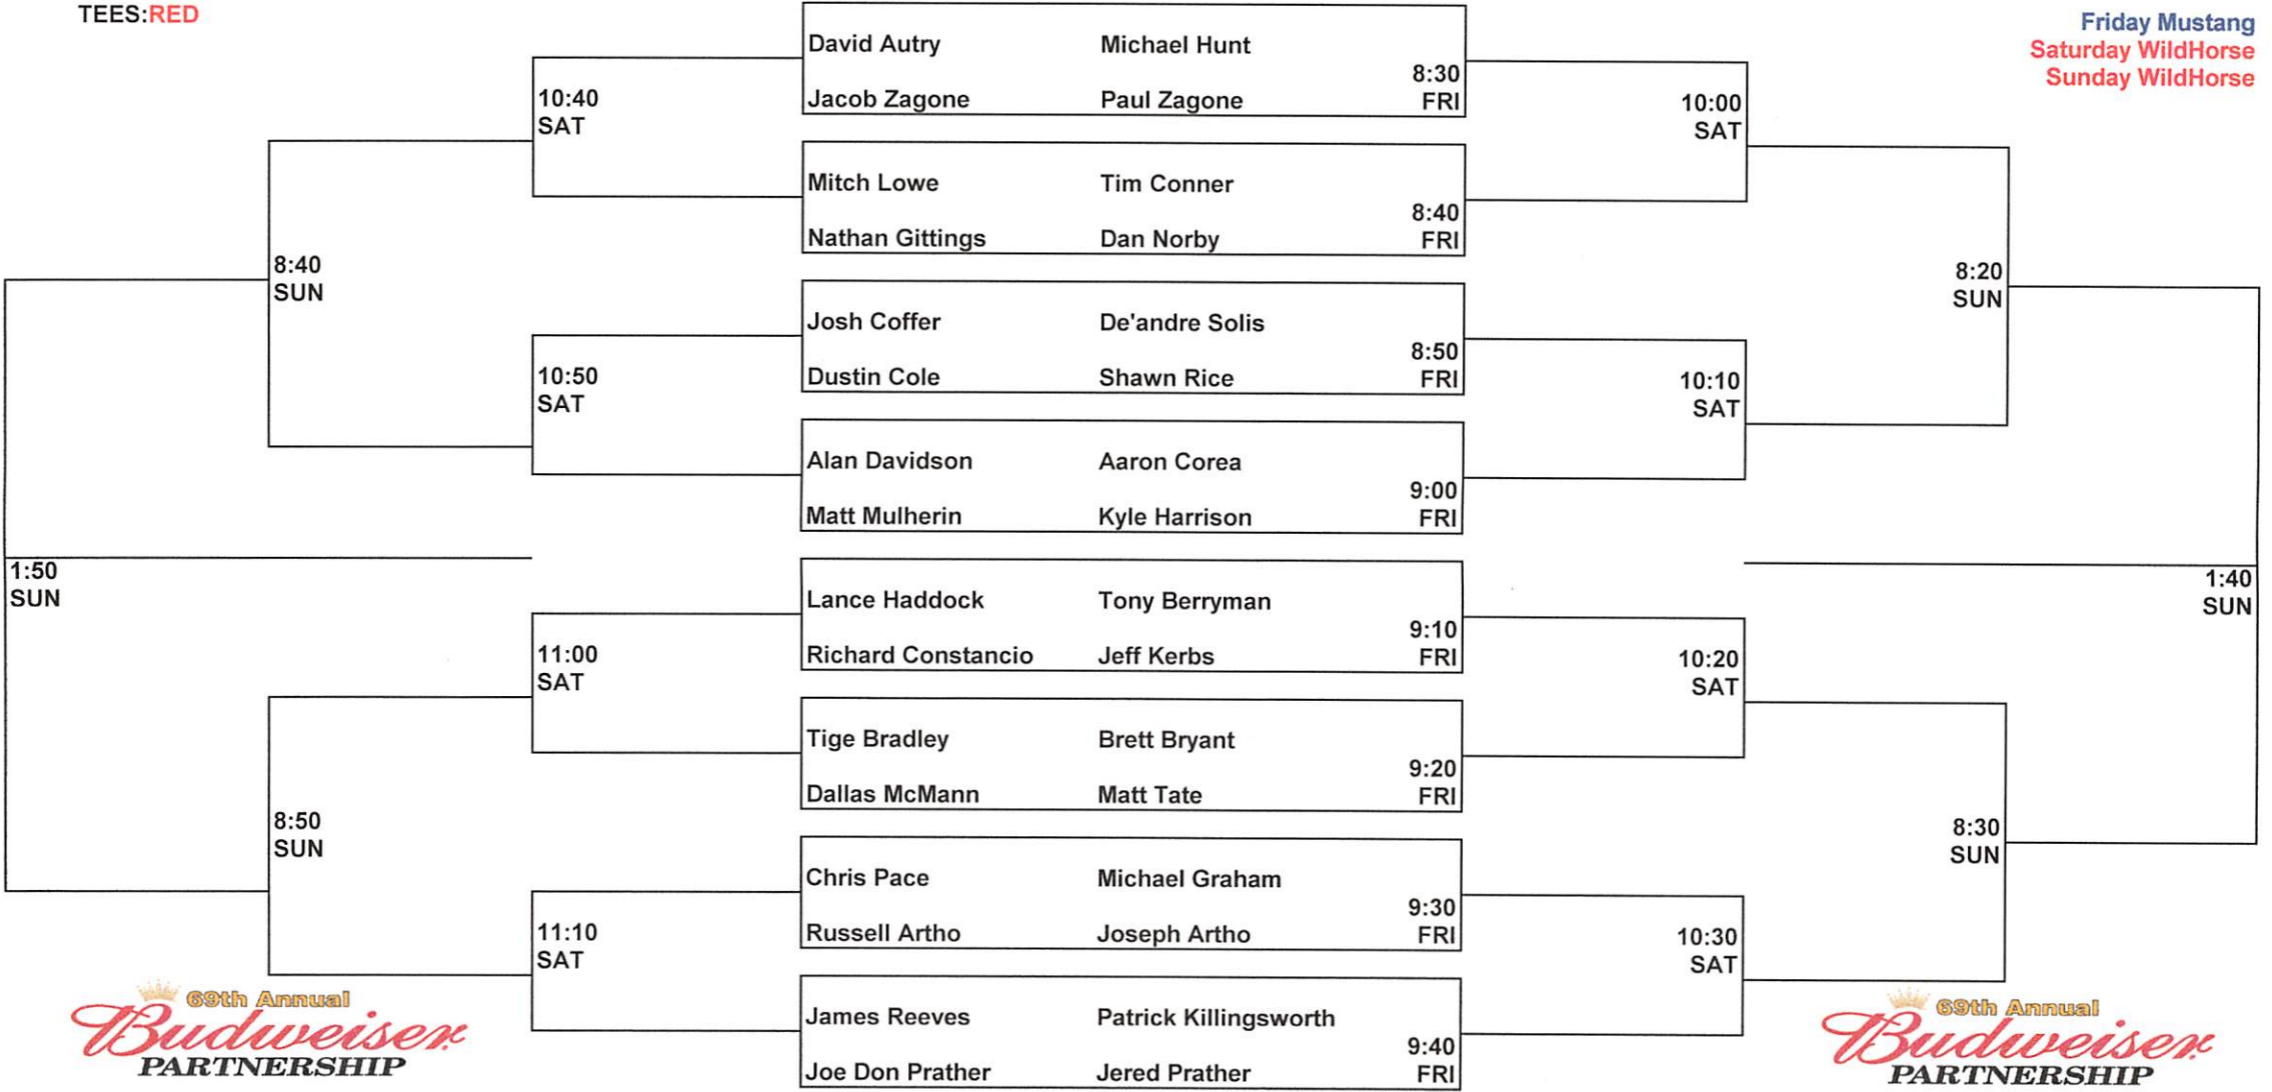 TEES:RED
Friday Mustang
Saturday WildHorse
Sunday WildHorse
David Autry Michael Hunt
8:30
Jacob Zagone Paul Zagone FRI
10:40
SAT
10:00
SAT
Mitch Lowe Tim Conner
8:40
Nathan Gittings Dan Norby FRI
8:40
SUN
8:20
SUN
Josh Coffer De'andre Solis
8:50
Dustin Cole Shawn Rice FRI
10:50
SAT
10:10
SAT
Alan Davidson Aaron Corea
9:00
Matt Mulherin Kyle Harrison FRI
1:50
SUN
1:40
SUN
Lance Haddock Tony Berryman
9:10
Richard Constancio Jeff Kerbs FRI
11:00
SAT
10:20
SAT
Tige Bradley Brett Bryant
9:20
Dallas McMann Matt Tate FRI
8:50
SUN
8:30
SUN
Chris Pace Michael Graham
9:30
Russell Artho Joseph Artho FRI
11:10
SAT
10:30
SAT
James Reeves Patrick Killingsworth
9:40
Joe Don Prather Jered Prather FRI
69th Annual
Budweiser
PARTNERSHIP
69th Annual
Budweiser
PARTNERSHIP